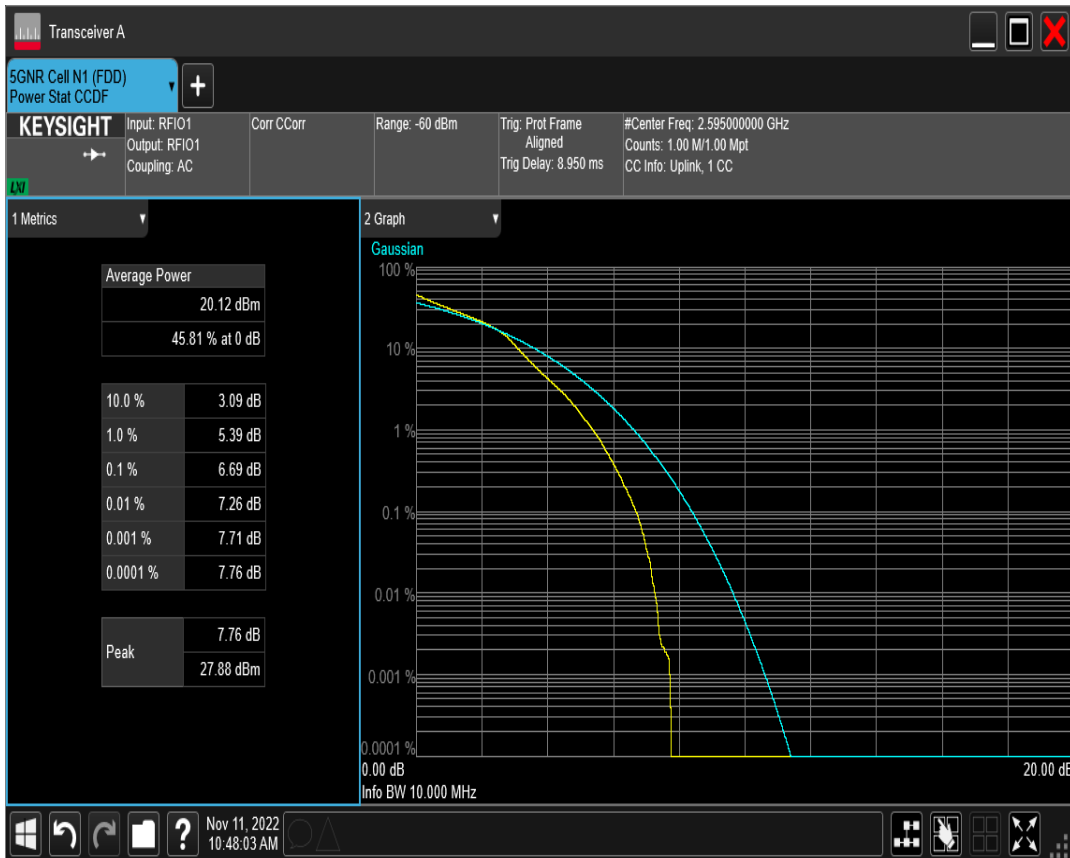 Transceiver A
5GNR Cell N1 (FDD)
Power Stat CCDF
+
KEYSIGHT
LXI
Input: RFIO1
Output: RFIO1
Coupling: AC
Corr CCorr
Range: -60 dBm
Trig: Prot Frame
Aligned
Trig Delay: 8.950 ms
#Center Freq: 2.595000000 GHz
Counts: 1.00 M/1.00 Mpt
CC Info: Uplink, 1 CC
1 Metrics
Average Power
20.12 dBm
45.81 % at 0 dB
10.0 % 3.09 dB
1.0 % 5.39 dB
0.1 % 6.69 dB
0.01 % 7.26 dB
0.001 % 7.71 dB
0.0001 % 7.76 dB
Peak
7.76 dB
27.88 dBm
2 Graph
Gaussian
100 %
10 %
1 %
0.1 %
0.01 %
0.001 %
0.0001 %
0.00 dB
20.00 dB
Info BW 10.000 MHz
?
Nov 11, 2022
10:48:03 AM